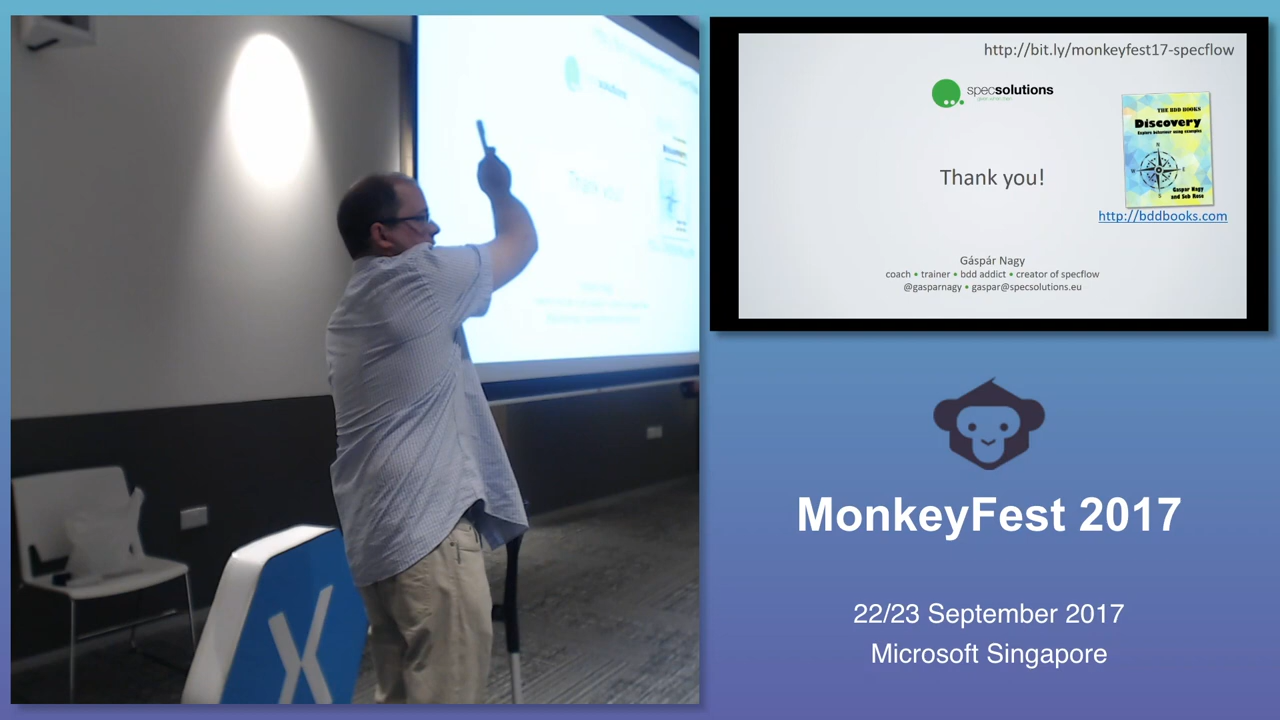 http://bit.ly/monkeyfest17-specflow
specsolutions
THE BDD BOOKS
Discovery
Explore behaviour using examples
N
W
E
S
Gaspar Nagy
and Seb Rose
Thank you!
http://bddbooks.com
Gáspár Nagy
coach • trainer • bdd addict • creator of specflow
@gasparnagy • gaspar@specsolutions.eu
Thank you!
X
MonkeyFest 2017
22/23 September 2017
Microsoft Singapore